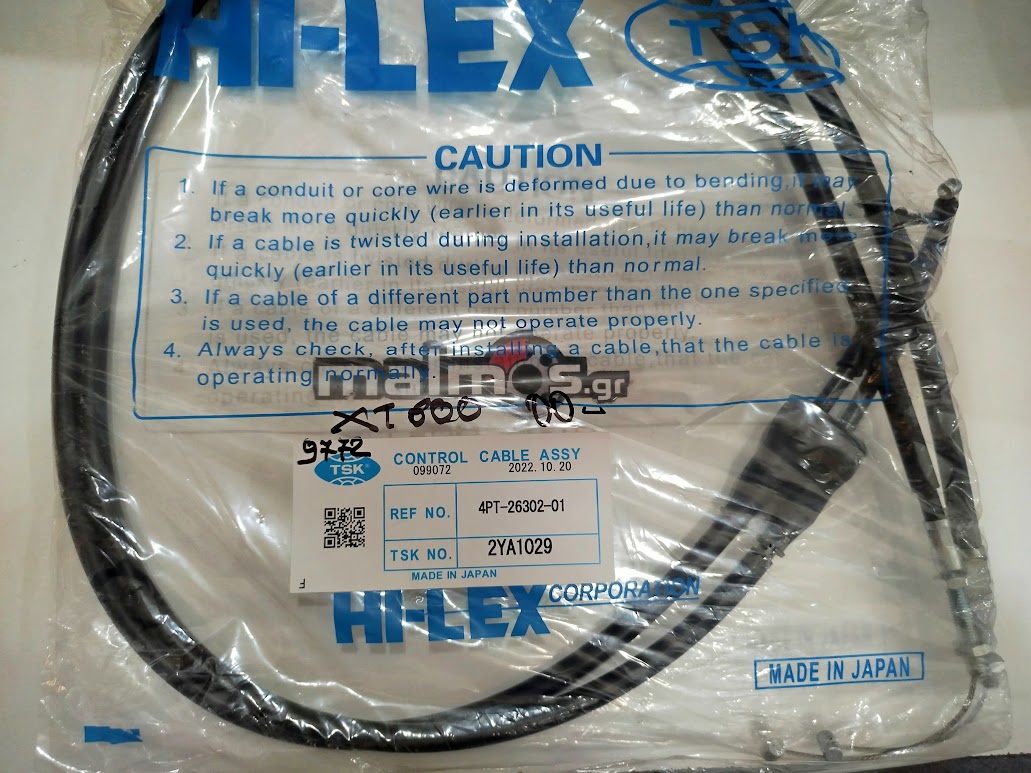 HI-LEX TSK
CAUTION
1. If a conduit or core wire is deformed due to bending, it may
break more quickly (earlier in its useful life) than normal.
2. If a cable is twisted during installation, it may break more
quickly (earlier in its useful life) than normal.
3. If a cable of a different part number than the one specified
is used, the cable may not operate properly.
4. Always check, after installing a cable, that the cable is
operating normally.
malmos.gr
XT 600
9772
TSK
CONTROL CABLE ASSY
099072 2022.10.20
REF NO. 4PT-26302-01
TSK NO. 2YA1029
MADE IN JAPAN
F
HI-LEX CORPORATION
MADE IN JAPAN